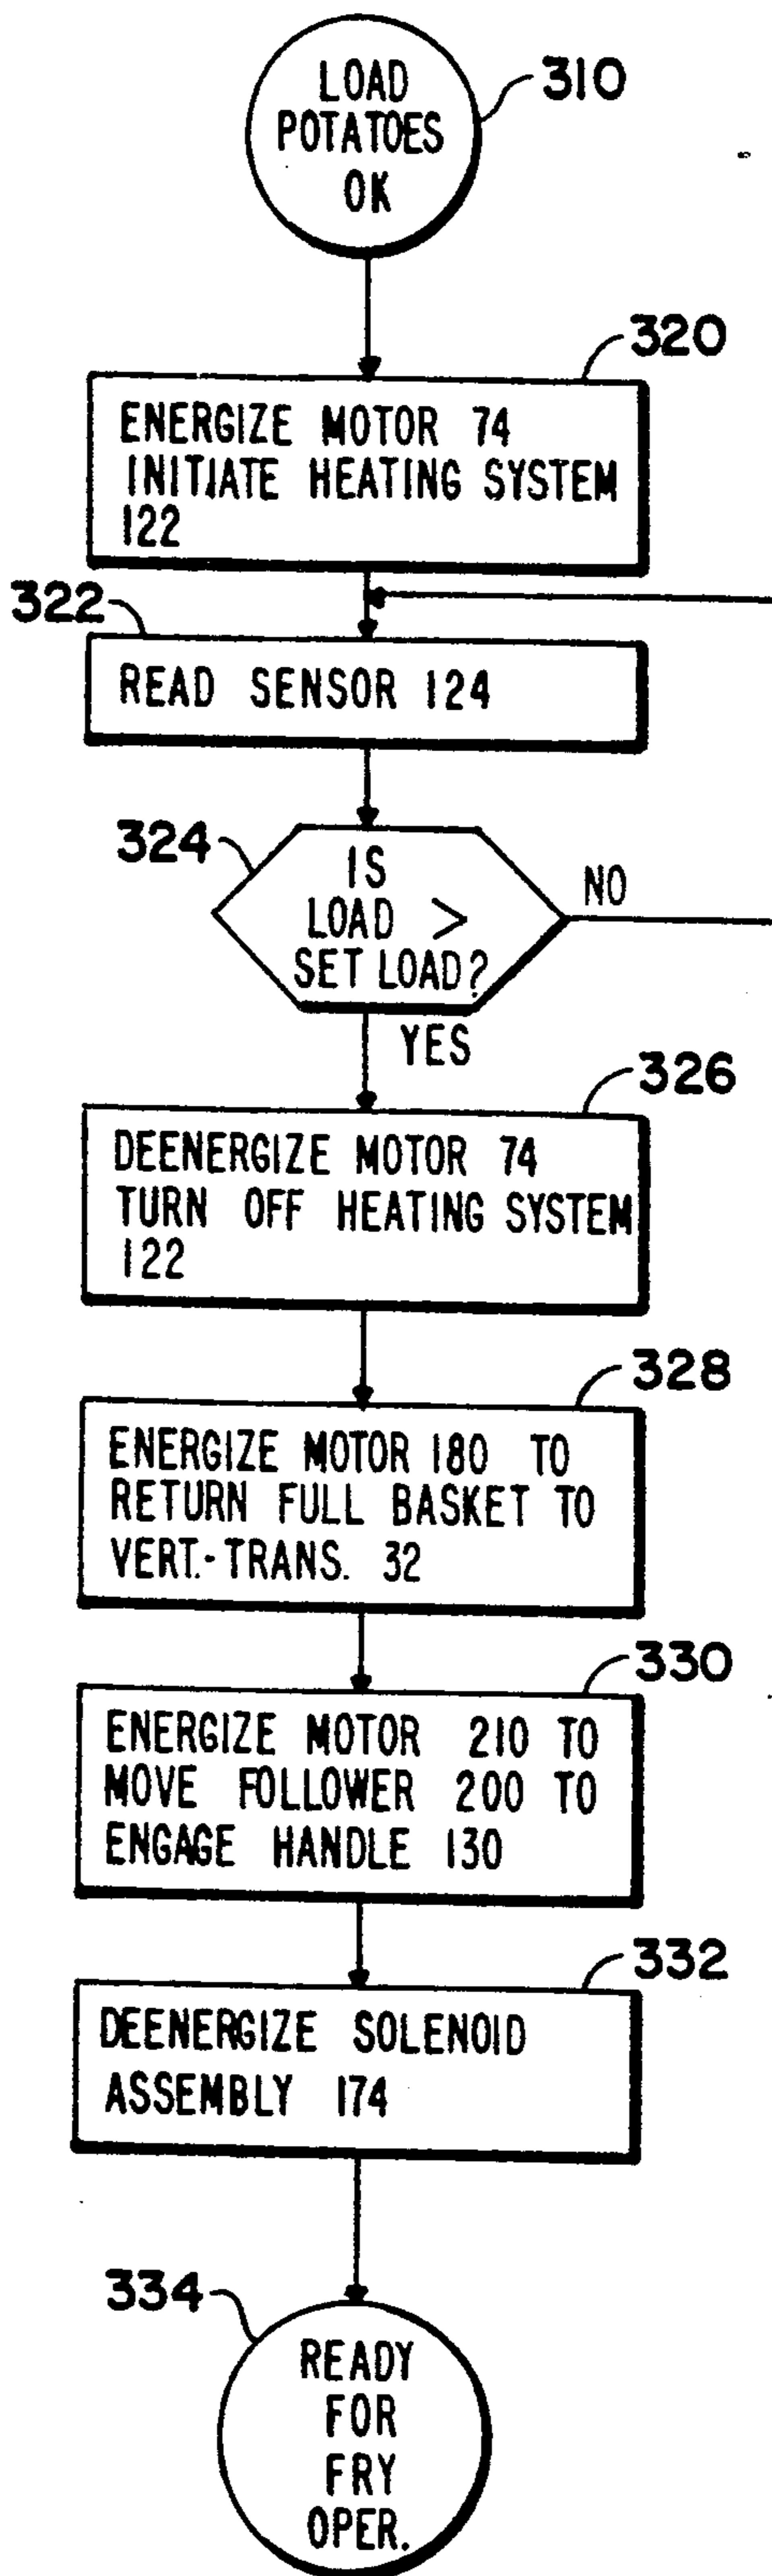 LOAD
POTATOES
OK
310
320
ENERGIZE MOTOR 74
INITIATE HEATING SYSTEM
122
322
READ SENSOR 124
324
IS
LOAD >
SET LOAD?
NO
YES
326
DEENERGIZE MOTOR 74
TURN OFF HEATING SYSTEM
122
328
ENERGIZE MOTOR 180 TO
RETURN FULL BASKET TO
VERT.-TRANS. 32
330
ENERGIZE MOTOR 210 TO
MOVE FOLLOWER 200 TO
ENGAGE HANDLE 130
332
DEENERGIZE SOLENOID
ASSEMBLY 174
334
READY
FOR
FRY
OPER.